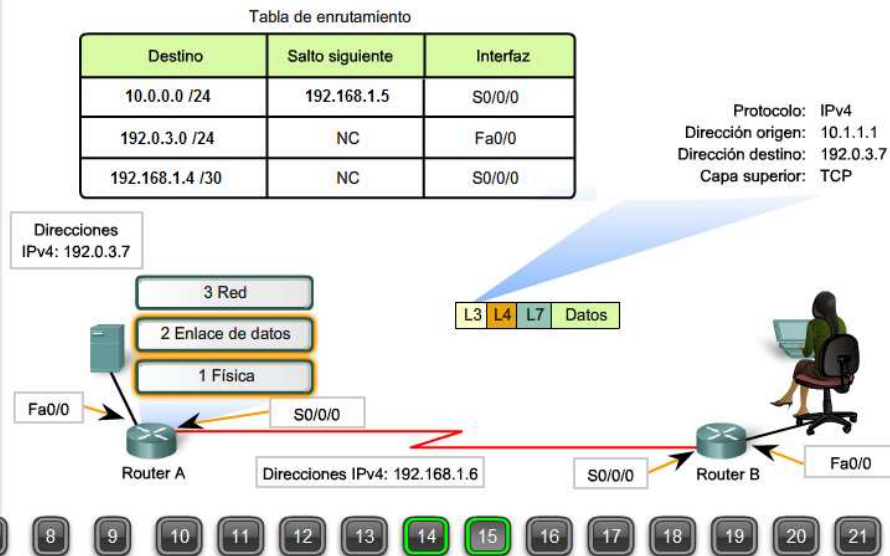 Tabla de enrutamiento
Destino Salto siguiente Interfaz
10.0.0.0 /24 192.168.1.5 S0/0/0
192.0.3.0 /24 NC Fa0/0
192.168.1.4 /30 NC S0/0/0
Protocolo: IPv4
Dirección origen: 10.1.1.1
Dirección destino: 192.0.3.7
Capa superior: TCP
Direcciones
IPv4: 192.0.3.7
3 Red
2 Enlace de datos
1 Física
L3 L4 L7 Datos
Fa0/0
S0/0/0
Router A
Direcciones IPv4: 192.168.1.6
S0/0/0
Router B
Fa0/0
8 9 10 11 12 13 14 15 16 17 18 19 20 21